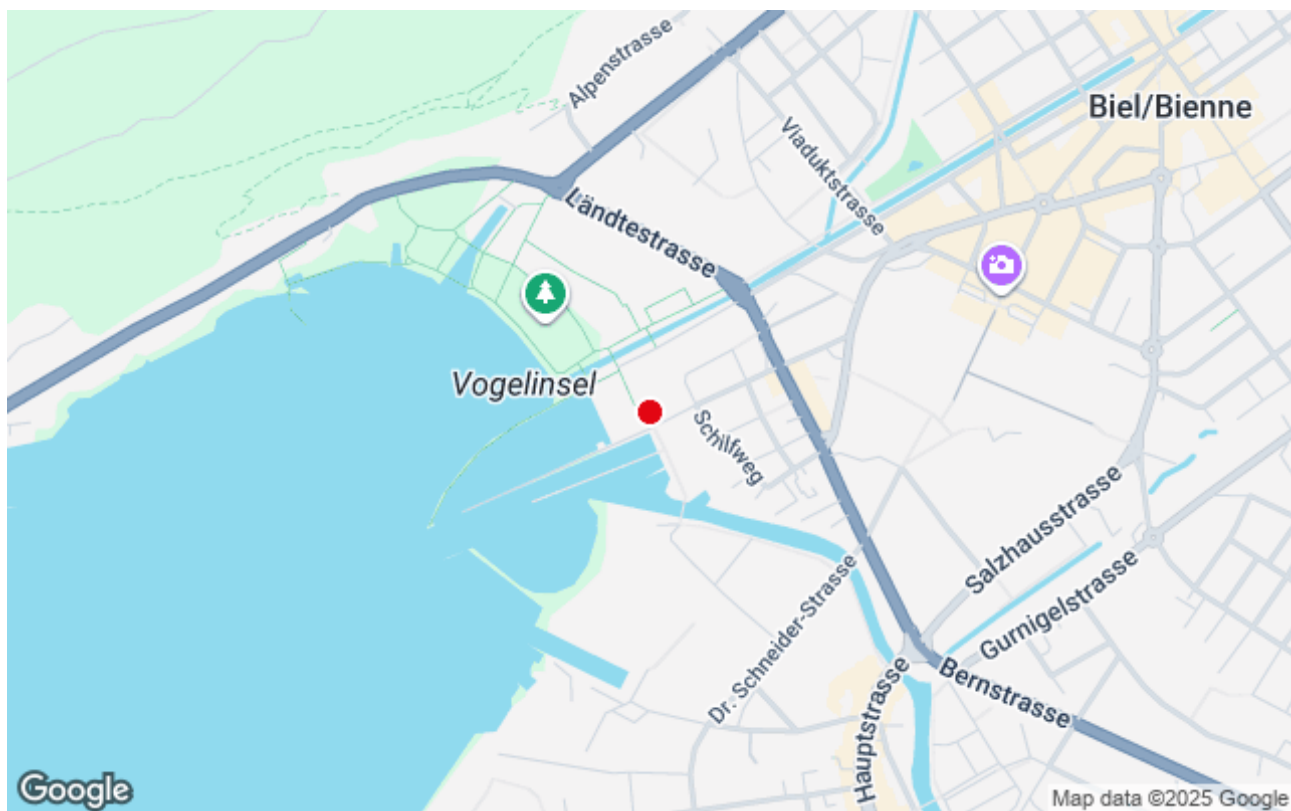 Alpenstrasse
Biel/Bienne
Viaduktstrasse
Ländtestrasse
Vogelinsel
Schilfweg
Salzhausstrasse
Gurnigelstrasse
Dr. Schneider-Strasse
Hauptstrasse
Bernstrasse
Google
Map data ©2025 Google